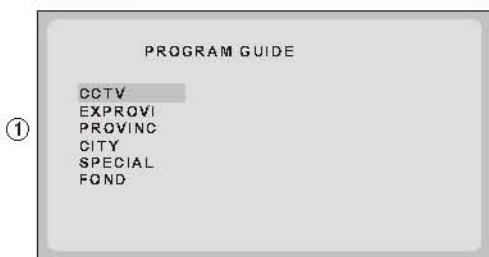 PROGRAM GUIDE
CCTV
EXPROVI
PROVINC
① CITY
SPECIAL
FOND